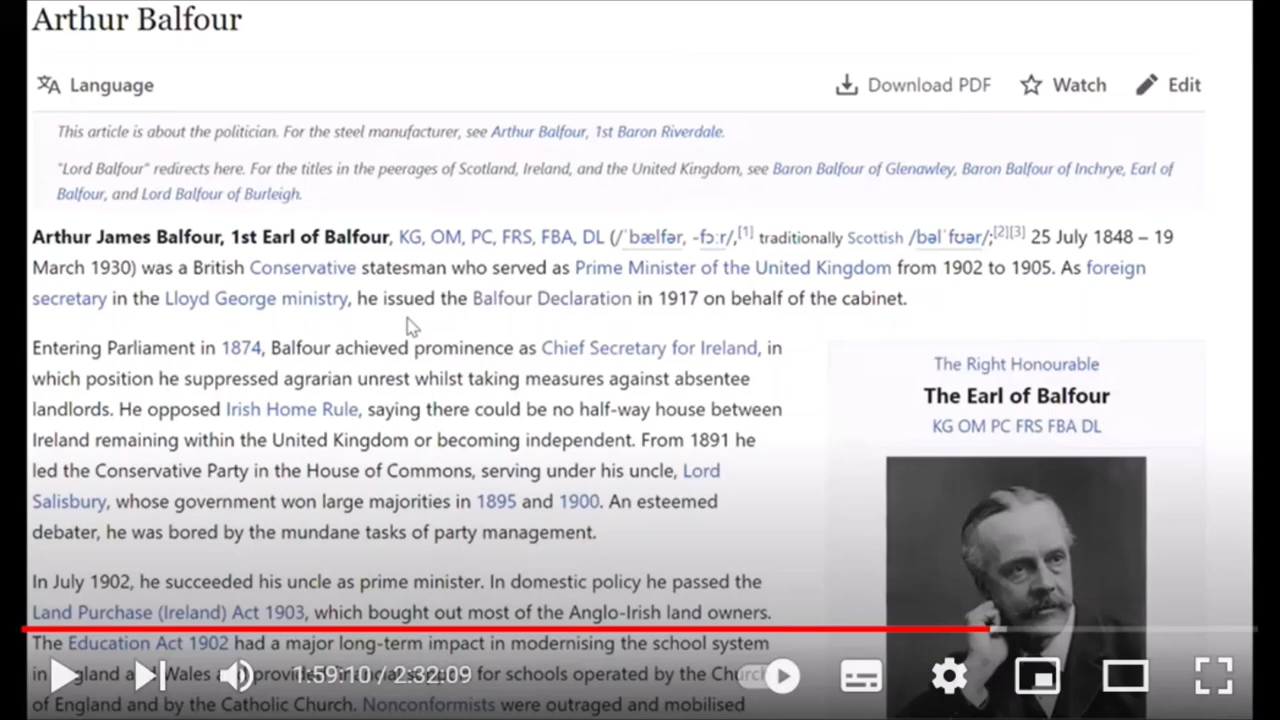 Arthur Balfour
Language
Download PDF
Watch
Edit
This article is about the politician. For the steel manufacturer, see Arthur Balfour, 1st Baron Riverdale.
"Lord Balfour" redirects here. For the titles in the peerages of Scotland, Ireland, and the United Kingdom, see Baron Balfour of Glenawley, Baron Balfour of Inchrye, Earl of
Balfour, and Lord Balfour of Burleigh.
Arthur James Balfour, 1st Earl of Balfour, KG, OM, PC, FRS, FBA, DL (/ˈbælfər, -fɔːr/,[1] traditionally Scottish /bəlˈfʊər/;[2][3] 25 July 1848 – 19
March 1930) was a British Conservative statesman who served as Prime Minister of the United Kingdom from 1902 to 1905. As foreign
secretary in the Lloyd George ministry, he issued the Balfour Declaration in 1917 on behalf of the cabinet.
Entering Parliament in 1874, Balfour achieved prominence as Chief Secretary for Ireland, in
which position he suppressed agrarian unrest whilst taking measures against absentee
landlords. He opposed Irish Home Rule, saying there could be no half-way house between
Ireland remaining within the United Kingdom or becoming independent. From 1891 he
led the Conservative Party in the House of Commons, serving under his uncle, Lord
Salisbury, whose government won large majorities in 1895 and 1900. An esteemed
debater, he was bored by the mundane tasks of party management.
In July 1902, he succeeded his uncle as prime minister. In domestic policy he passed the
Land Purchase (Ireland) Act 1903, which bought out most of the Anglo-Irish land owners.
The Education Act 1902 had a major long-term impact in modernising the school system
in Wales for schools operated by the
of England and by the Catholic Church. Nonconformists were outraged and mobilised
The Right Honourable
The Earl of Balfour
KG OM PC FRS FBA DL
1:59:10 / 2:32:09